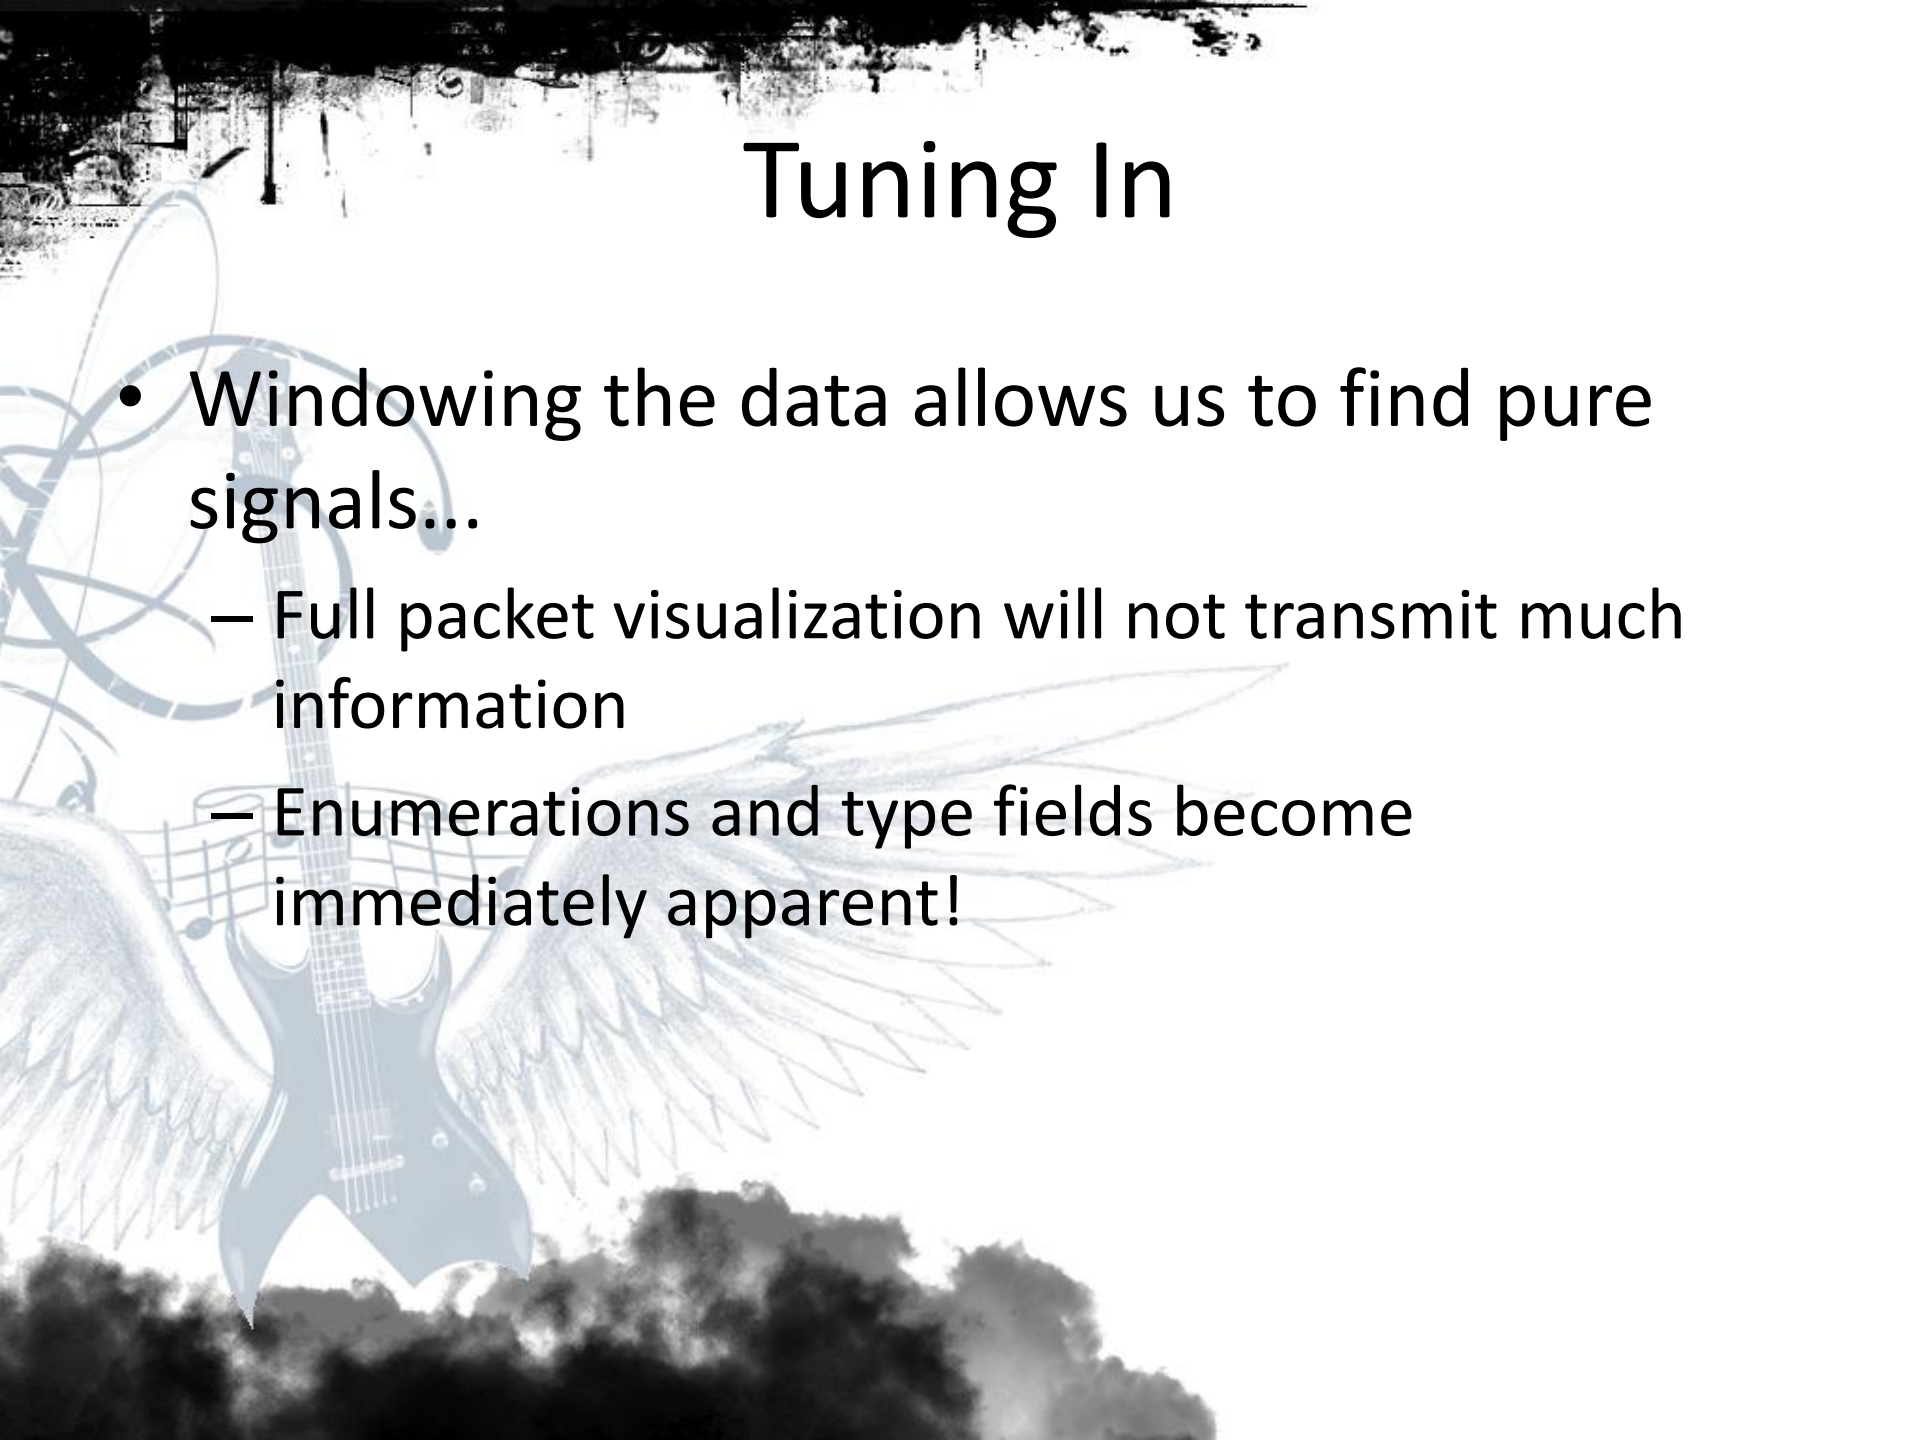 Tuning In
• Windowing the data allows us to find pure
signals...
– Full packet visualization will not transmit much
information
– Enumerations and type fields become
immediately apparent!